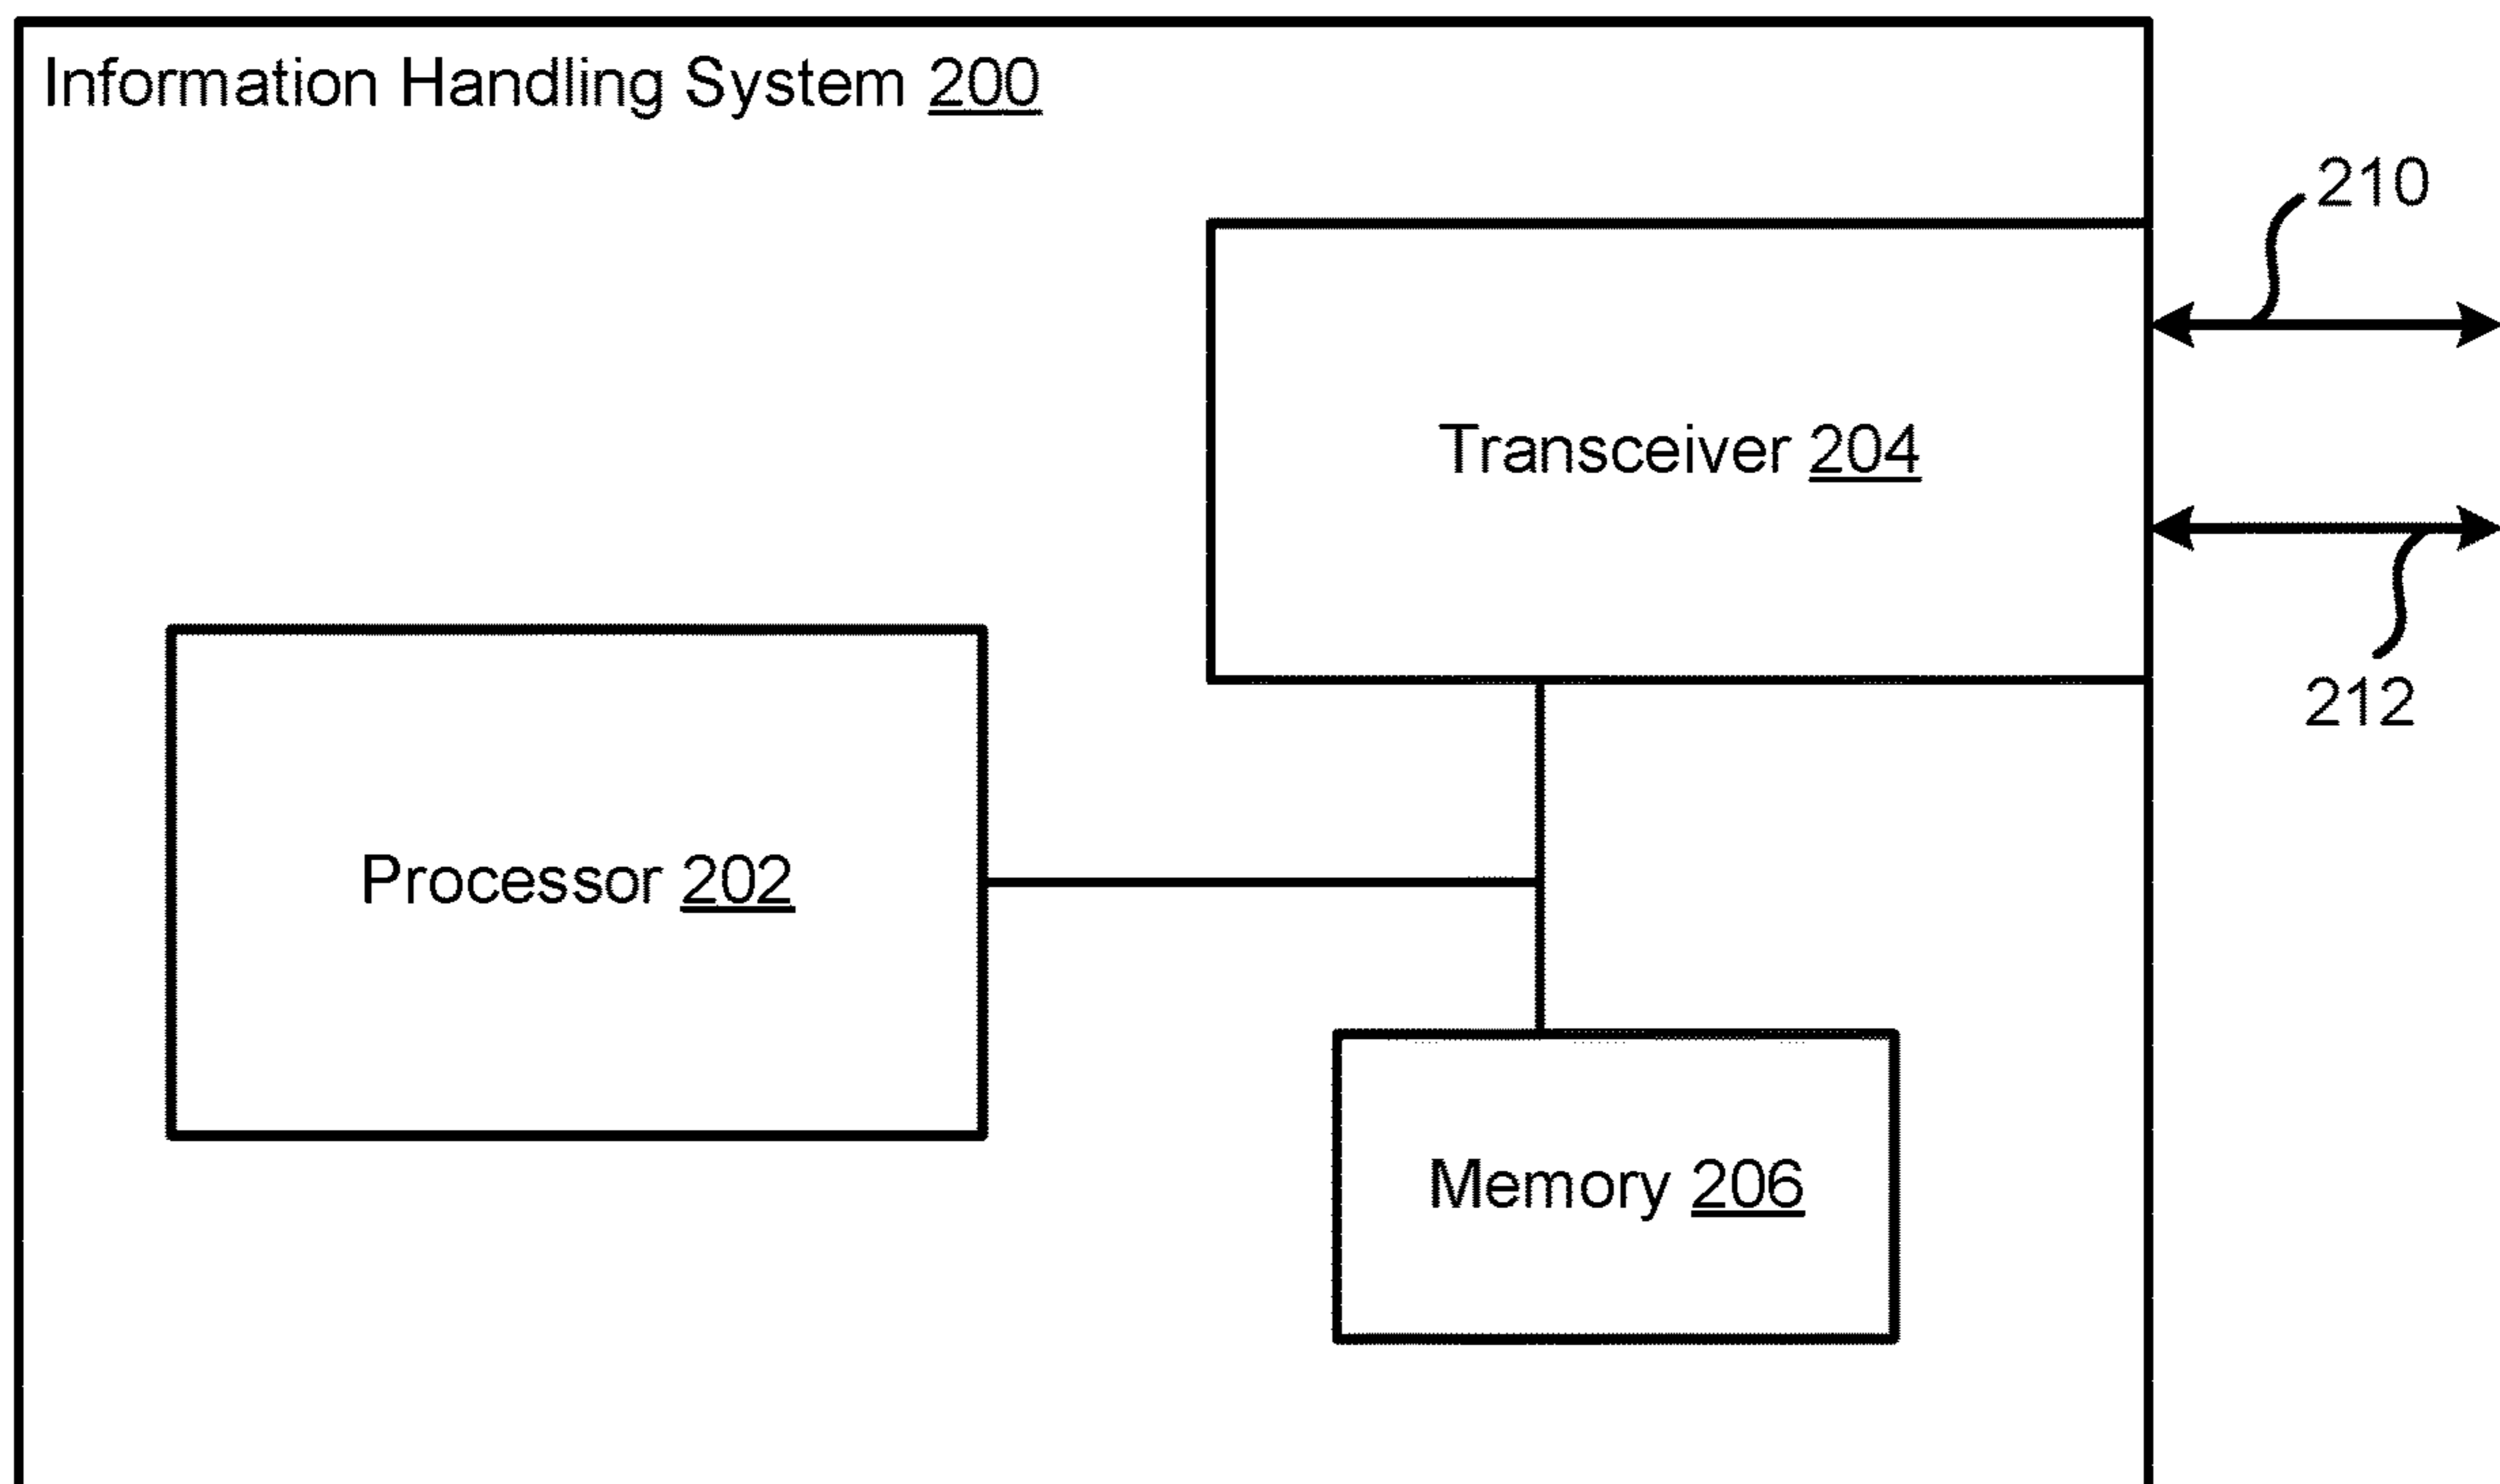 Information Handling System 200
210
Transceiver 204
212
Processor 202
Memory 206